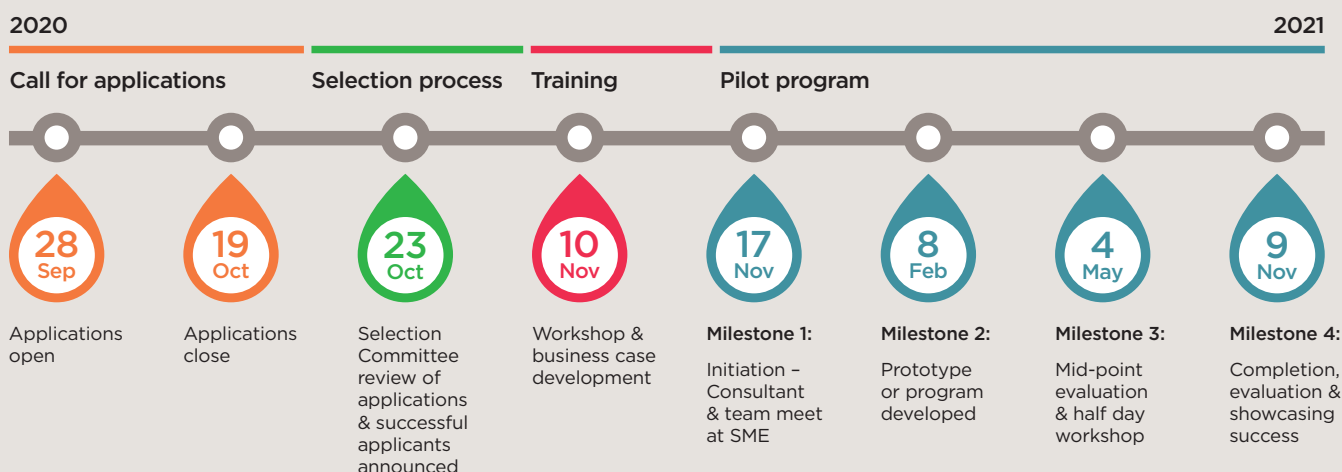 2020
2021
Call for applications
Selection process
Training
Pilot program
28
Sep
19
Oct
23
Oct
10
Nov
17
Nov
8
Feb
4
May
9
Nov
Applications
open
Applications
close
Selection
Committee
review of
applications
& successful
applicants
announced
Workshop &
business case
development
Milestone 1:
Initiation –
Consultant
& team meet
at SME
Milestone 2:
Prototype
or program
developed
Milestone 3:
Mid-point
evaluation
& half day
workshop
Milestone 4:
Completion,
evaluation &
showcasing
success